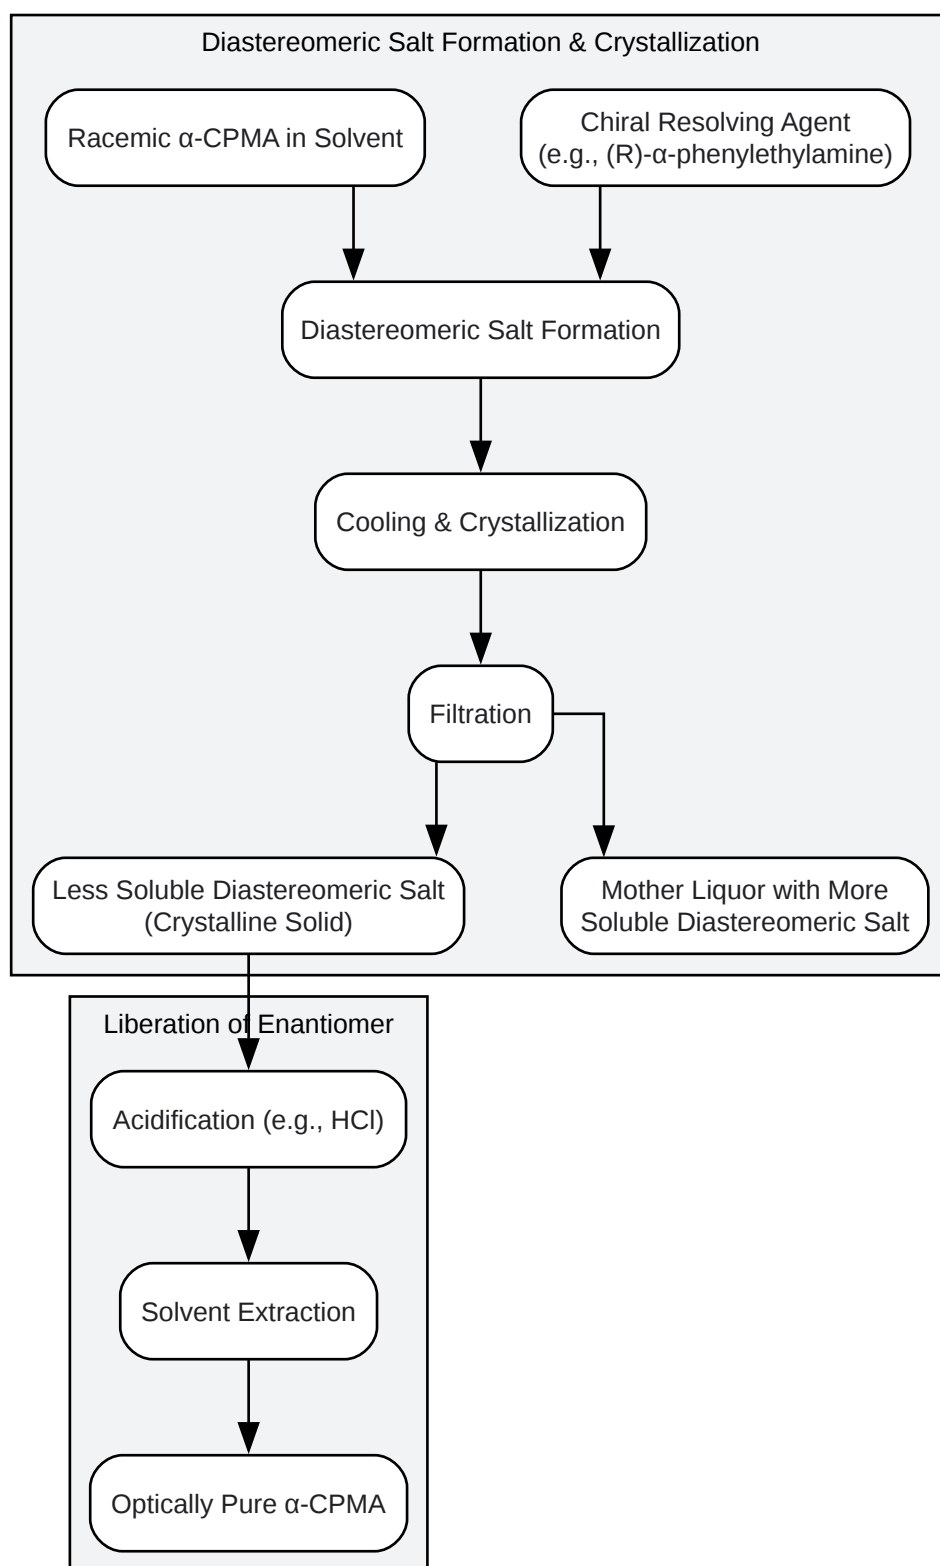 Diastereomeric Salt Formation & Crystallization
Racemic α-CPMA in Solvent
Chiral Resolving Agent
(e.g., (R)-α-phenylethylamine)
Diastereomeric Salt Formation
Cooling & Crystallization
Filtration
Less Soluble Diastereomeric Salt
(Crystalline Solid)
Mother Liquor with More
Soluble Diastereomeric Salt
Liberation of Enantiomer
Acidification (e.g., HCl)
Solvent Extraction
Optically Pure α-CPMA